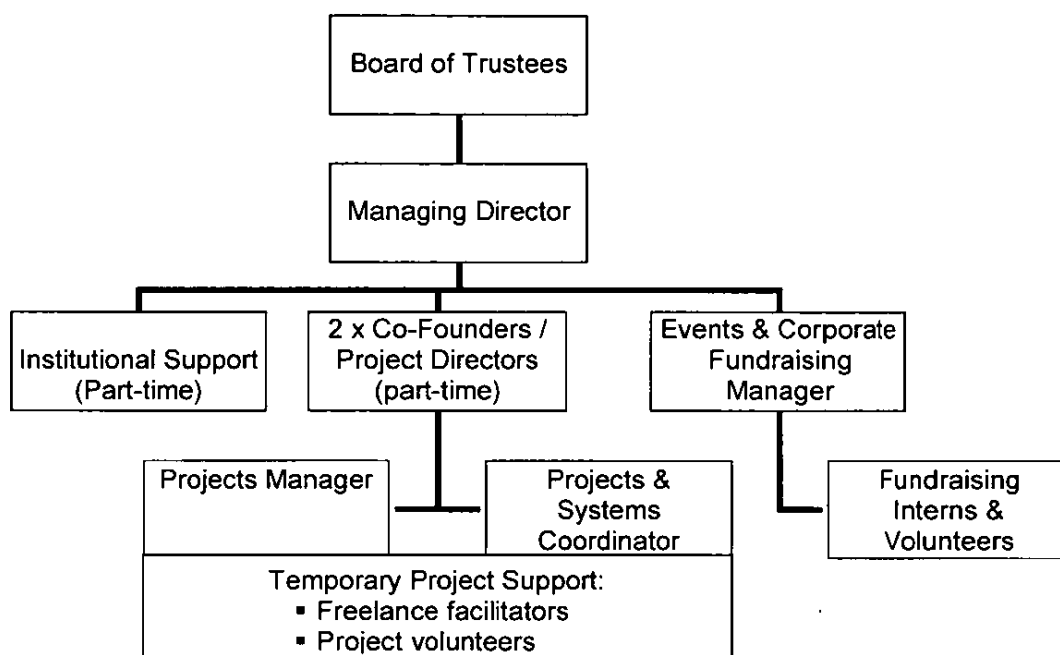 Board of Trustees
Managing Director
Institutional Support
(Part-time)
2 x Co-Founders /
Project Directors
(part-time)
Events & Corporate
Fundraising
Manager
Projects Manager
Projects &
Systems
Coordinator
Fundraising
Interns &
Volunteers
Temporary Project Support:
▪ Freelance facilitators
▪ Project volunteers